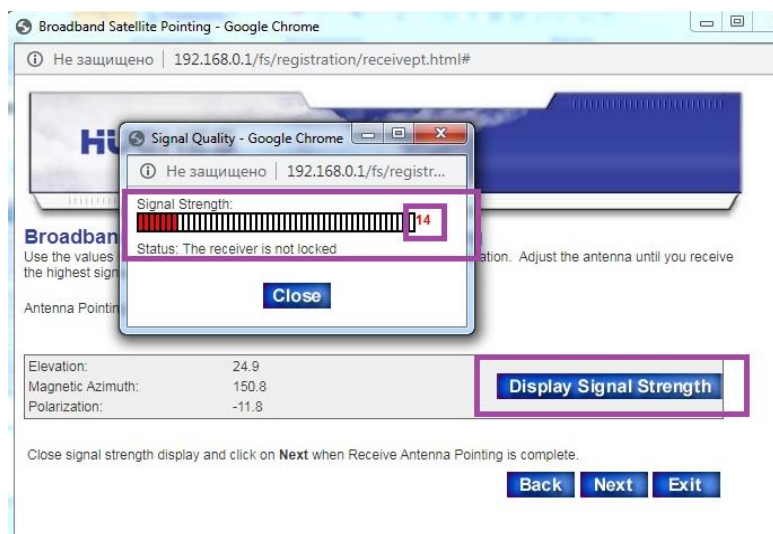 Broadband Satellite Pointing - Google Chrome
Не защищено | 192.168.0.1/fs/registration/receivept.html#
Signal Quality - Google Chrome
Не защищено | 192.168.0.1/fs/registr...
Signal Strength:
14
Status: The receiver is not locked
Close
Broadban
Use the values
ation. Adjust the antenna until you receive
the highest sign
Antenna Pointin
Elevation: 24.9
Magnetic Azimuth: 150.8
Polarization: -11.8
Display Signal Strength
Close signal strength display and click on Next when Receive Antenna Pointing is complete.
Back Next Exit